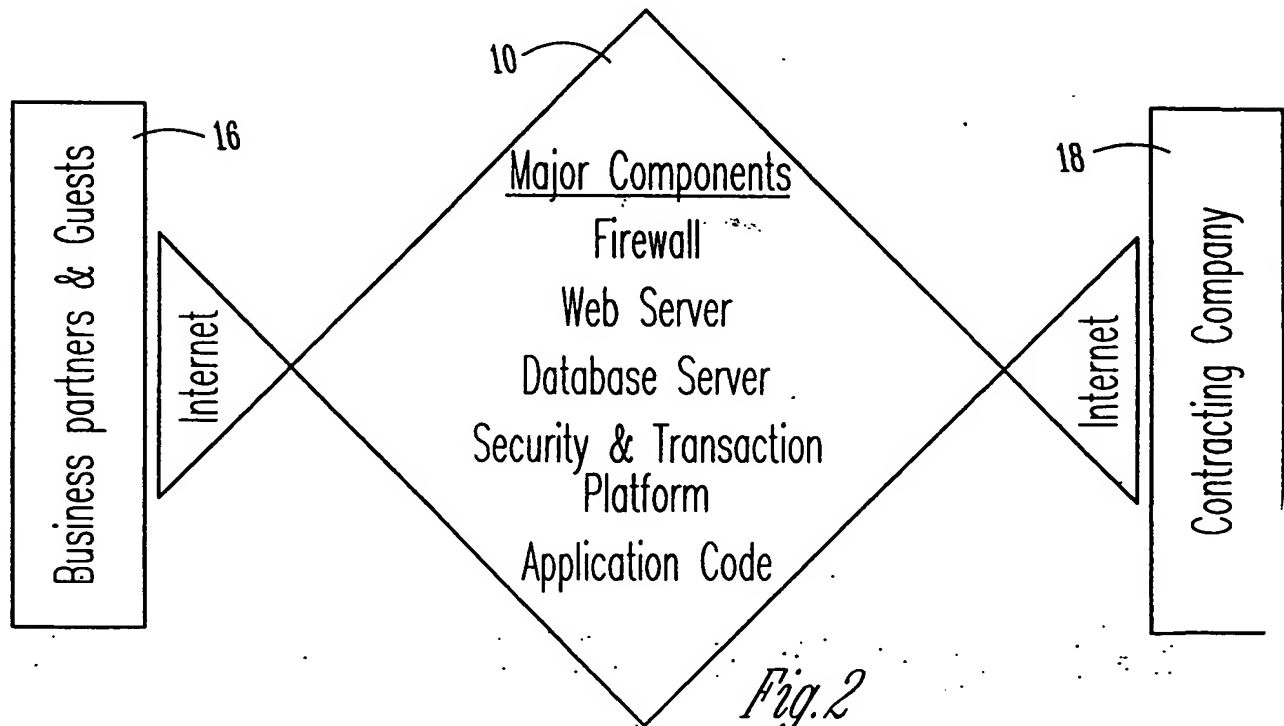 10
16
Business partners & Guests
Internet
Major Components
Firewall
Web Server
Database Server
Security & Transaction
Platform
Application Code
Internet
18
Contracting Company
Fig.2